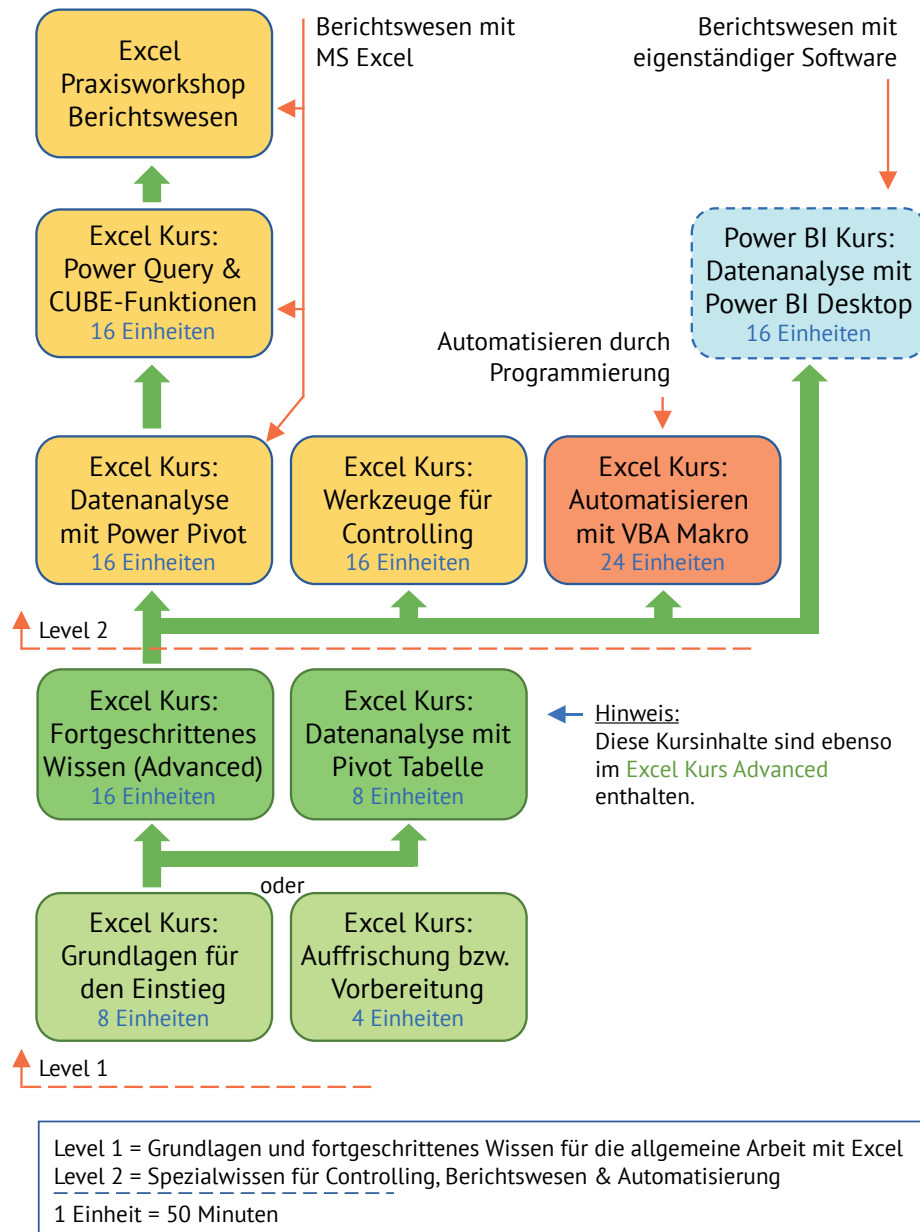 Berichtswesen mit
MS Excel
Berichtswesen mit
eigenständiger Software
Excel
Praxisworkshop
Berichtswesen
Excel Kurs:
Power Query &
CUBE-Funktionen
16 Einheiten
Power BI Kurs:
Datenanalyse mit
Power BI Desktop
16 Einheiten
Automatisieren durch
Programmierung
Excel Kurs:
Datenanalyse
mit Power Pivot
16 Einheiten
Excel Kurs:
Werkzeuge für
Controlling
16 Einheiten
Excel Kurs:
Automatisieren
mit VBA Makro
24 Einheiten
Level 2
Excel Kurs:
Fortgeschrittenes
Wissen (Advanced)
16 Einheiten
Excel Kurs:
Datenanalyse mit
Pivot Tabelle
8 Einheiten
Hinweis:
Diese Kursinhalte sind ebenso
im Excel Kurs Advanced
enthalten.
oder
Excel Kurs:
Grundlagen für
den Einstieg
8 Einheiten
Excel Kurs:
Auffrischung bzw.
Vorbereitung
4 Einheiten
Level 1
Level 1 = Grundlagen und fortgeschrittenes Wissen für die allgemeine Arbeit mit Excel
Level 2 = Spezialwissen für Controlling, Berichtswesen & Automatisierung
1 Einheit = 50 Minuten